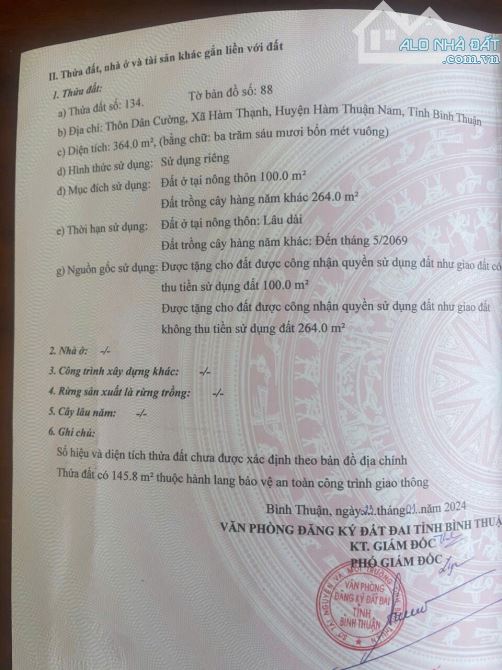 ALO NHÀ ĐẤT
II. Thửa đất, nhà ở và tài sản khác gắn liền với đất
1. Thửa đất:
a) Thửa đất số: 134. Tờ bản đồ số: 88
b) Địa chỉ: Thôn Dân Cường, Xã Hàm Thạnh, Huyện Hàm Thuận Nam, Tỉnh Bình Thuận
c) Diện tích: 364.0 m², (bằng chữ: ba trăm sáu mươi bốn mét vuông)
d) Hình thức sử dụng: Sử dụng riêng
đ) Mục đích sử dụng: Đất ở tại nông thôn 100.0 m²
Đất trồng cây hàng năm khác 264.0 m²
e) Thời hạn sử dụng: Đất ở tại nông thôn: Lâu dài
Đất trồng cây hàng năm khác: Đến tháng 5/2069
g) Nguồn gốc sử dụng: Được tặng cho đất được công nhận quyền sử dụng đất như giao đất có
thu tiền sử dụng đất 100.0 m²
Được tặng cho đất được công nhận quyền sử dụng đất như giao đất
không thu tiền sử dụng đất 264.0 m²
2. Nhà ở: -/-
3. Công trình xây dựng khác: -/-
4. Rừng sản xuất là rừng trồng: -/-
5. Cây lâu năm: -/-
6. Ghi chú:
Số hiệu và diện tích thửa đất chưa được xác định theo bản đồ địa chính
Thửa đất có 145.8 m² thuộc hành lang bảo vệ an toàn công trình giao thông
Bình Thuận, ngày tháng năm 2024
VĂN PHÒNG ĐĂNG KÝ ĐẤT ĐAI TỈNH BÌNH THUẬ
KT. GIÁM ĐỐC
PHÓ GIÁM ĐỐC
VĂN PHÒNG
ĐĂNG KÝ ĐẤT ĐAI
TỈNH
BÌNH THUẬN